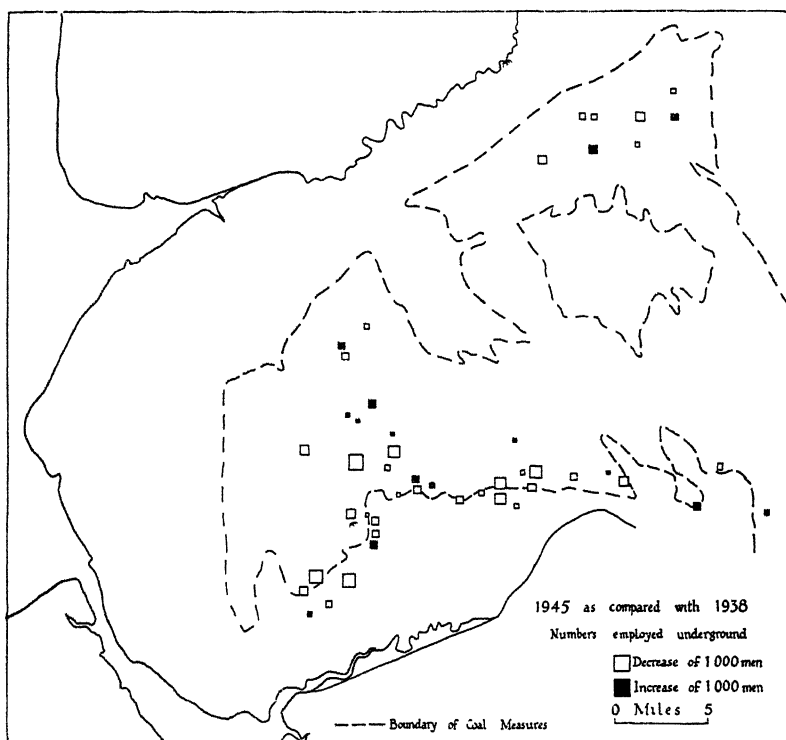 1945 as compared with 1938
Numbers employed underground
Decrease of 1000 men
Increase of 1000 men
0 Miles 5
Boundary of Coal Measures